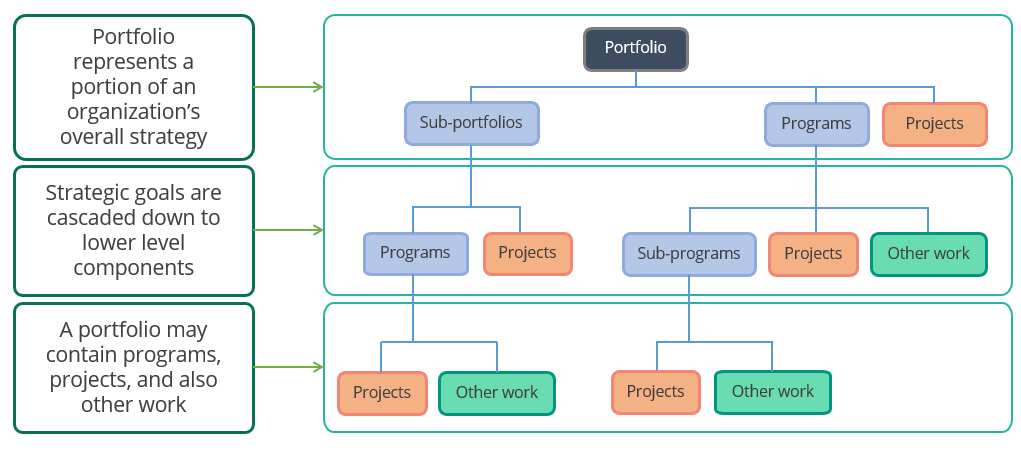 Portfolio
represents a
portion of an
organization’s
overall strategy
Portfolio
Sub-portfolios
Programs
Projects
Strategic goals are
cascaded down to
lower level
components
Programs
Projects
Sub-programs
Projects
Other work
A portfolio may
contain programs,
projects, and also
other work
Projects
Other work
Projects
Other work